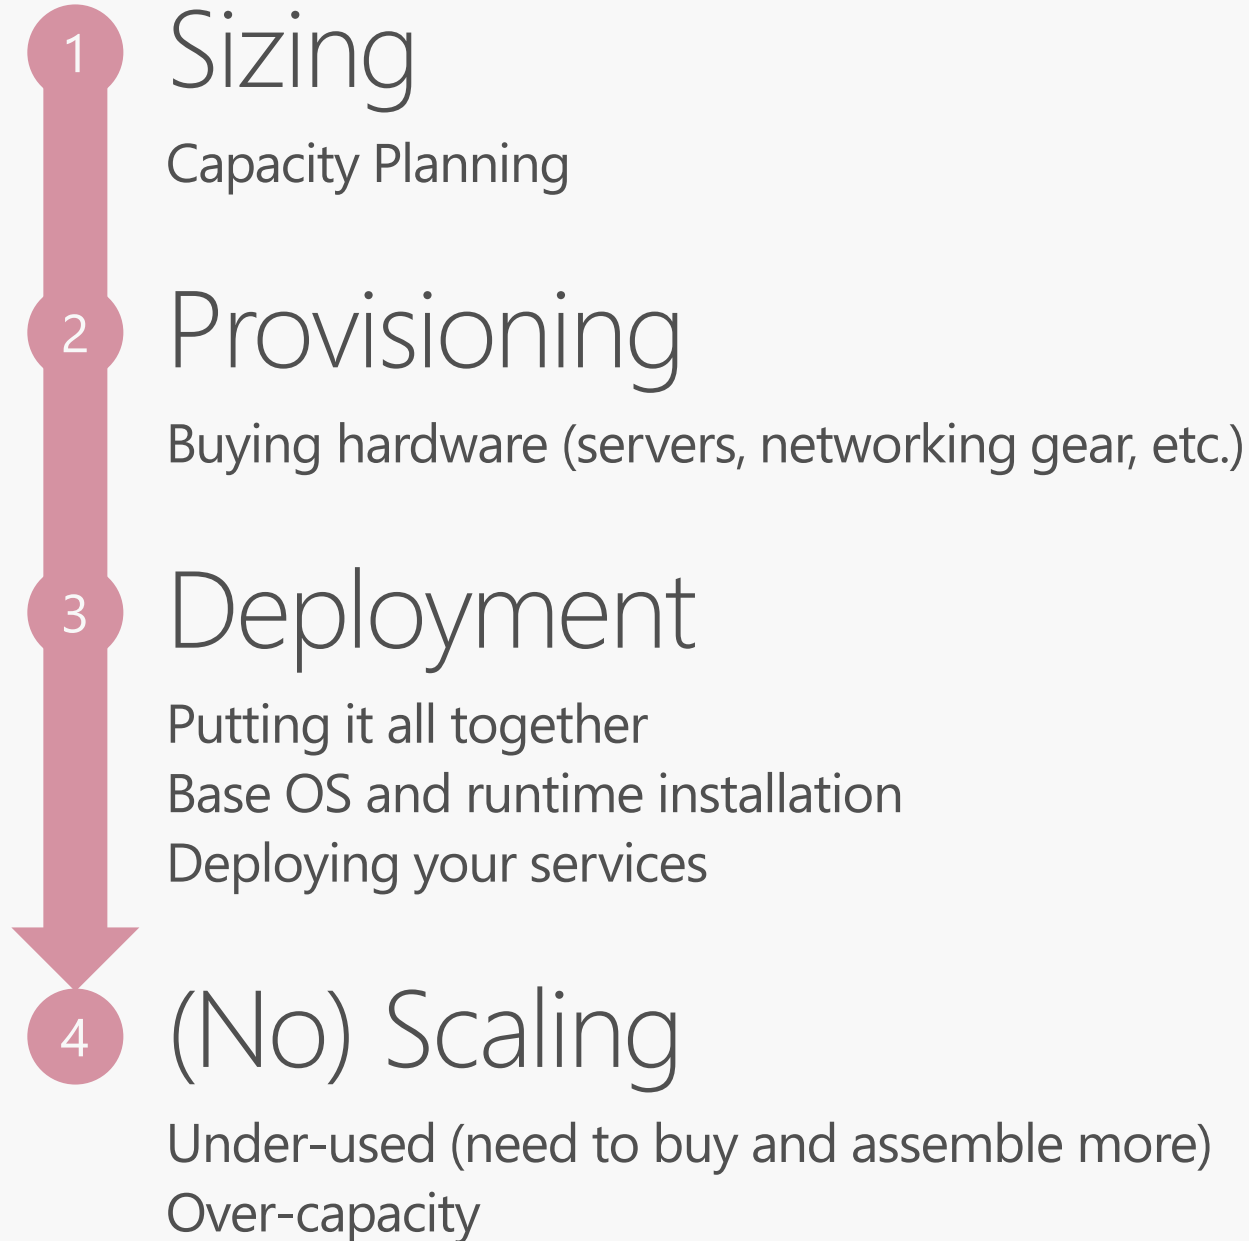 1 Sizing
Capacity Planning
2 Provisioning
Buying hardware (servers, networking gear, etc.)
3 Deployment
Putting it all together
Base OS and runtime installation
Deploying your services
4 (No) Scaling
Under-used (need to buy and assemble more)
Over-capacity